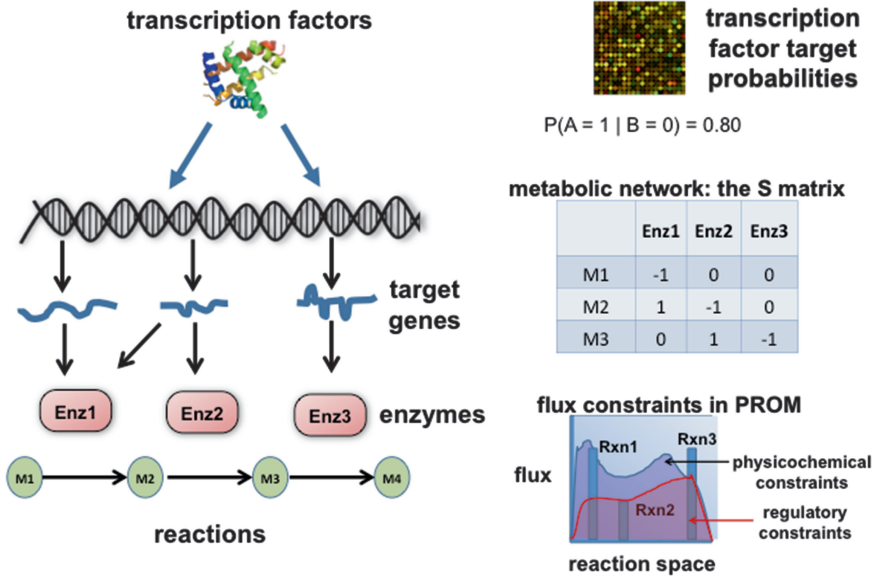 transcription factors
target
genes
Enz1
Enz2
Enz3
enzymes
M1
M2
M3
M4
reactions
transcription
factor target
probabilities
P(A = 1 | B = 0) = 0.80
metabolic network: the S matrix
Enz1 Enz2 Enz3
M1 -1 0 0
M2 1 -1 0
M3 0 1 -1
flux constraints in PROM
flux
Rxn1
Rxn3
Rxn2
physicochemical
constraints
regulatory
constraints
reaction space